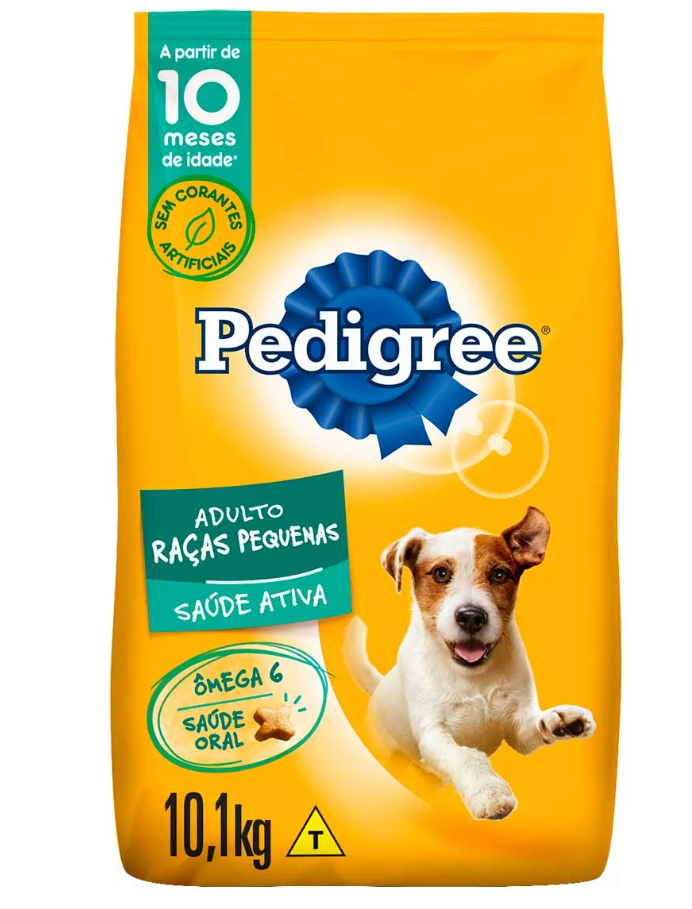 A partir de
10
meses
de idade*
SEM CORANTES
ARTIFICIAIS
Pedigree®
ADULTO
RAÇAS PEQUENAS
SAÚDE ATIVA
ÔMEGA 6
SAÚDE
ORAL
10,1kg
T